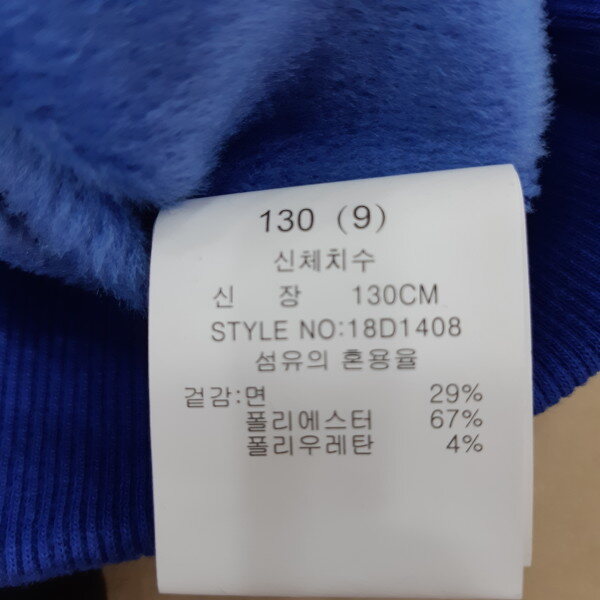 130 (9)
신체치수
신 장 130CM
STYLE NO:18D1408
섬유의 혼용율
겉감:면 29%
폴리에스터 67%
폴리우레탄 4%